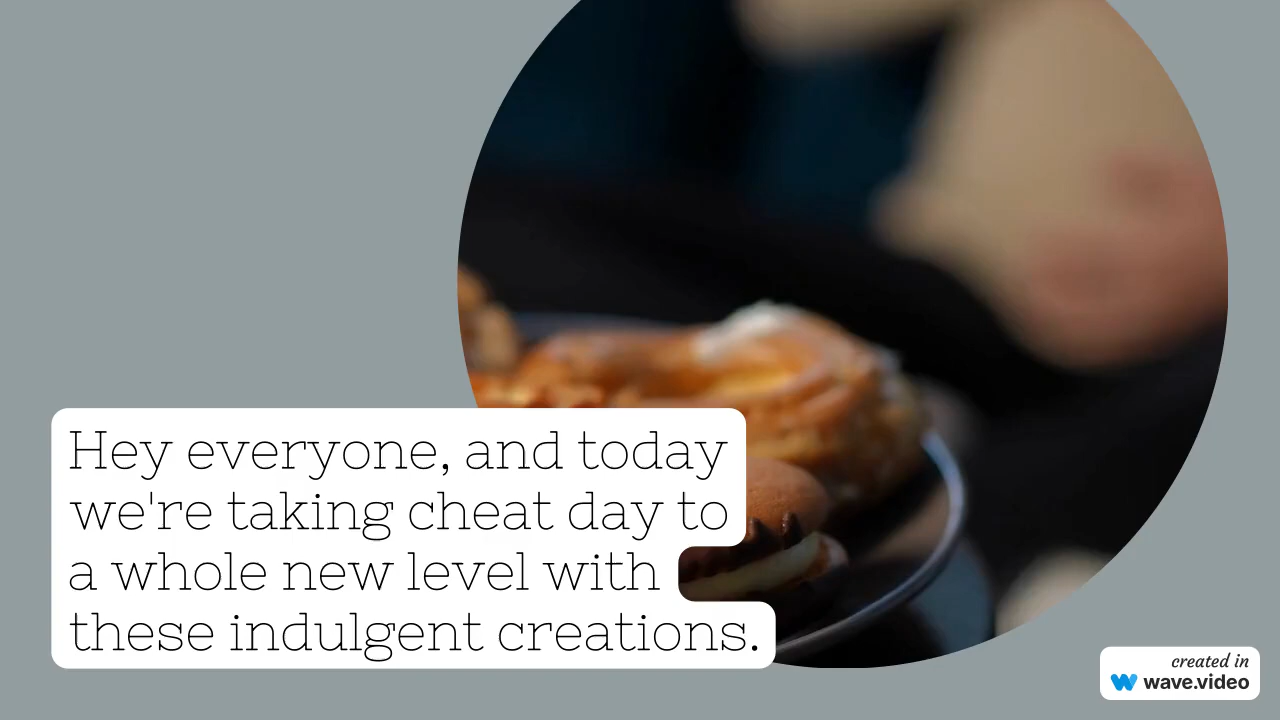 Hey everyone, and today
we're taking cheat day to
a whole new level with
these indulgent creations.
created in
wave.video